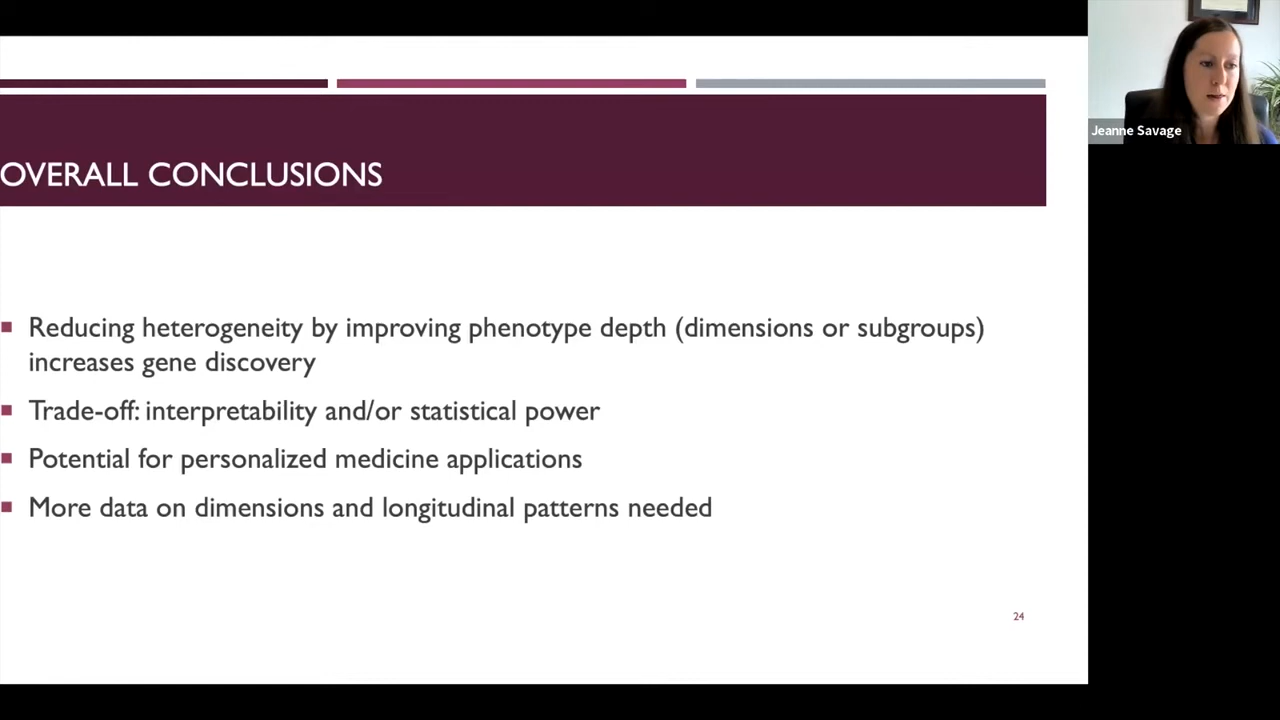 OVERALL CONCLUSIONS
Reducing heterogeneity by improving phenotype depth (dimensions or subgroups)
increases gene discovery
Trade-off: interpretability and/or statistical power
Potential for personalized medicine applications
More data on dimensions and longitudinal patterns needed
24
Jeanne Savage